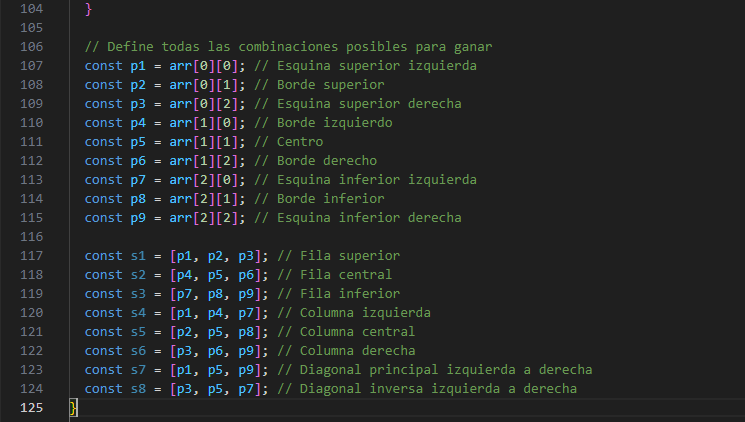 104 }
105
106 // Define todas las combinaciones posibles para ganar
107 const p1 = arr[0][0]; // Esquina superior izquierda
108 const p2 = arr[0][1]; // Borde superior
109 const p3 = arr[0][2]; // Esquina superior derecha
110 const p4 = arr[1][0]; // Borde izquierdo
111 const p5 = arr[1][1]; // Centro
112 const p6 = arr[1][2]; // Borde derecho
113 const p7 = arr[2][0]; // Esquina inferior izquierda
114 const p8 = arr[2][1]; // Borde inferior
115 const p9 = arr[2][2]; // Esquina inferior derecha
116
117 const s1 = [p1, p2, p3]; // Fila superior
118 const s2 = [p4, p5, p6]; // Fila central
119 const s3 = [p7, p8, p9]; // Fila inferior
120 const s4 = [p1, p4, p7]; // Columna izquierda
121 const s5 = [p2, p5, p8]; // Columna central
122 const s6 = [p3, p6, p9]; // Columna derecha
123 const s7 = [p1, p5, p9]; // Diagonal principal izquierda a derecha
124 const s8 = [p3, p5, p7]; // Diagonal inversa izquierda a derecha
125 }